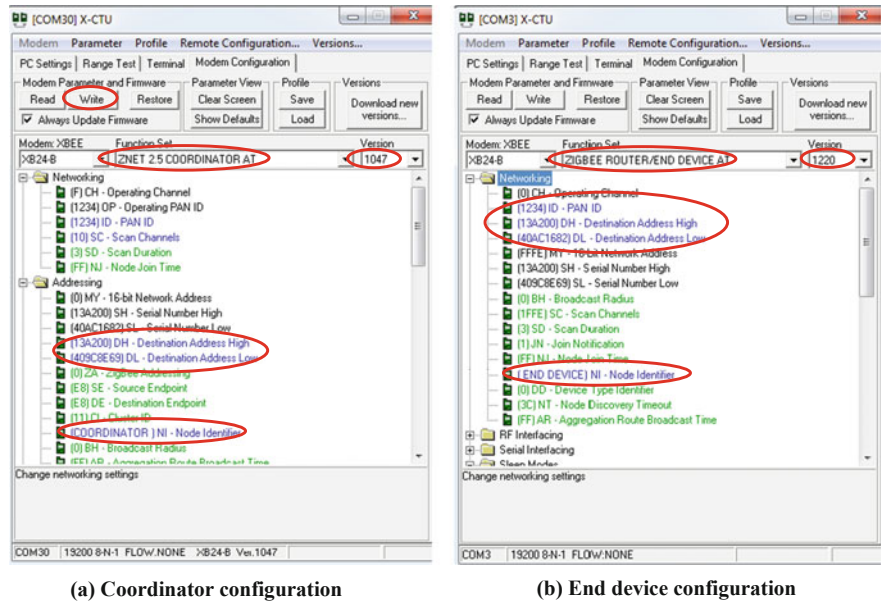 [COM30] X-CTU
Modem Parameter Profile Remote Configuration... Versions...
PC Settings Range Test Terminal Modem Configuration
Modem Parameter and Firmware Parameter View Profile Versions
Read Write Restore Clear Screen Save Download new versions...
Always Update Firmware Show Defaults Load
Modem: XBEE Function Set Version
XB24-B ZNET 2.5 COORDINATOR AT 1047
Networking
(F) CH - Operating Channel
(1234) OP - Operating PAN ID
(1234) ID - PAN ID
(10) SC - Scan Channels
(3) SD - Scan Duration
(FF) NJ - Node Join Time
Addressing
(0) MY - 16-bit Network Address
(13A200) SH - Serial Number High
(40AC1682) SL - Serial Number Low
(13A200) DH - Destination Address High
(409C8E69) DL - Destination Address Low
(0) ZA - ZigBee Addressing
(E8) SE - Source Endpoint
(E8) DE - Destination Endpoint
(11) CI - Cluster ID
(COORDINATOR ) NI - Node Identifier
(0) BH - Broadcast Radius
(FF) AR - Aggregation Route Broadcast Time
Change networking settings
COM30 19200 8-N-1 FLOW:NONE XB24-B Ver.1047
(a) Coordinator configuration
[COM3] X-CTU
Modem Parameter Profile Remote Configuration... Versions...
PC Settings Range Test Terminal Modem Configuration
Modem Parameter and Firmware Parameter View Profile Versions
Read Write Restore Clear Screen Save Download new versions...
Always Update Firmware Show Defaults Load
Modem: XBEE Function Set Version
XB24-B ZIGBEE ROUTER/END DEVICE AT 1220
Networking
(0) CH - Operating Channel
(1234) ID - PAN ID
(13A200) DH - Destination Address High
(40AC1682) DL - Destination Address Low
(FFFE) MY - 16-bit Network Address
(13A200) SH - Serial Number High
(409C8E69) SL - Serial Number Low
(0) BH - Broadcast Radius
(1FFE) SC - Scan Channels
(3) SD - Scan Duration
(1) JN - Join Notification
(FF) NJ - Node Join Time
( END DEVICE) NI - Node Identifier
(0) DD - Device Type Identifier
(3C) NT - Node Discovery Timeout
(FF) AR - Aggregation Route Broadcast Time
RF Interfacing
Serial Interfacing
Sleep Modes
Change networking settings
COM3 19200 8-N-1 FLOW:NONE
(b) End device configuration